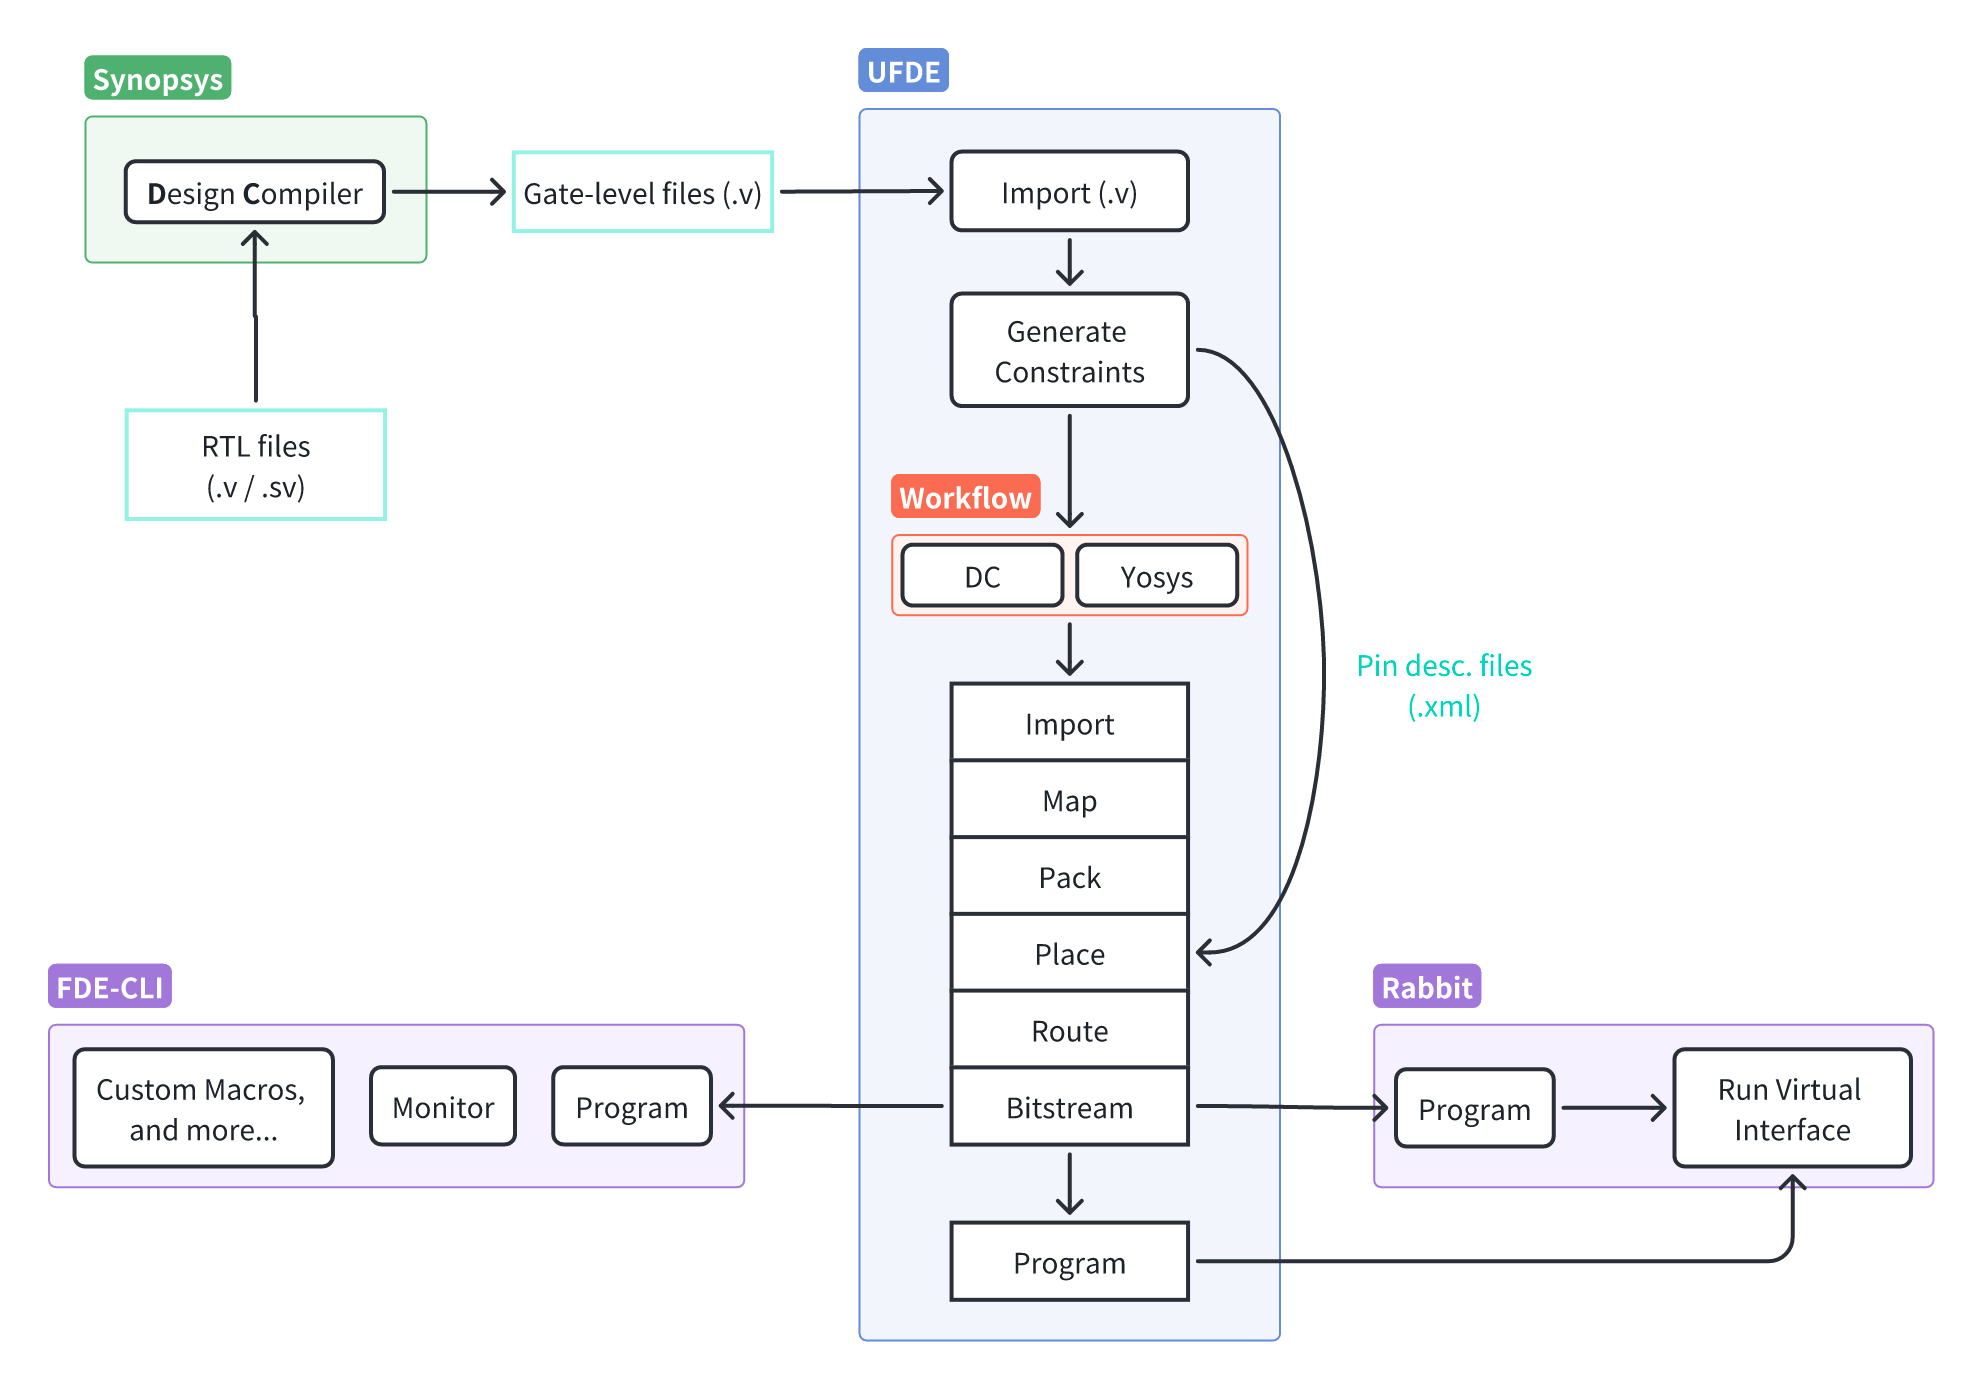 Synopsys
Design Compiler
RTL files
(.v / .sv)
Gate-level files (.v)
UFDE
Import (.v)
Generate
Constraints
Workflow
DC
Yosys
Import
Map
Pack
Place
Route
Bitstream
Program
Pin desc. files
(.xml)
FDE-CLI
Custom Macros,
and more...
Monitor
Program
Rabbit
Program
Run Virtual
Interface